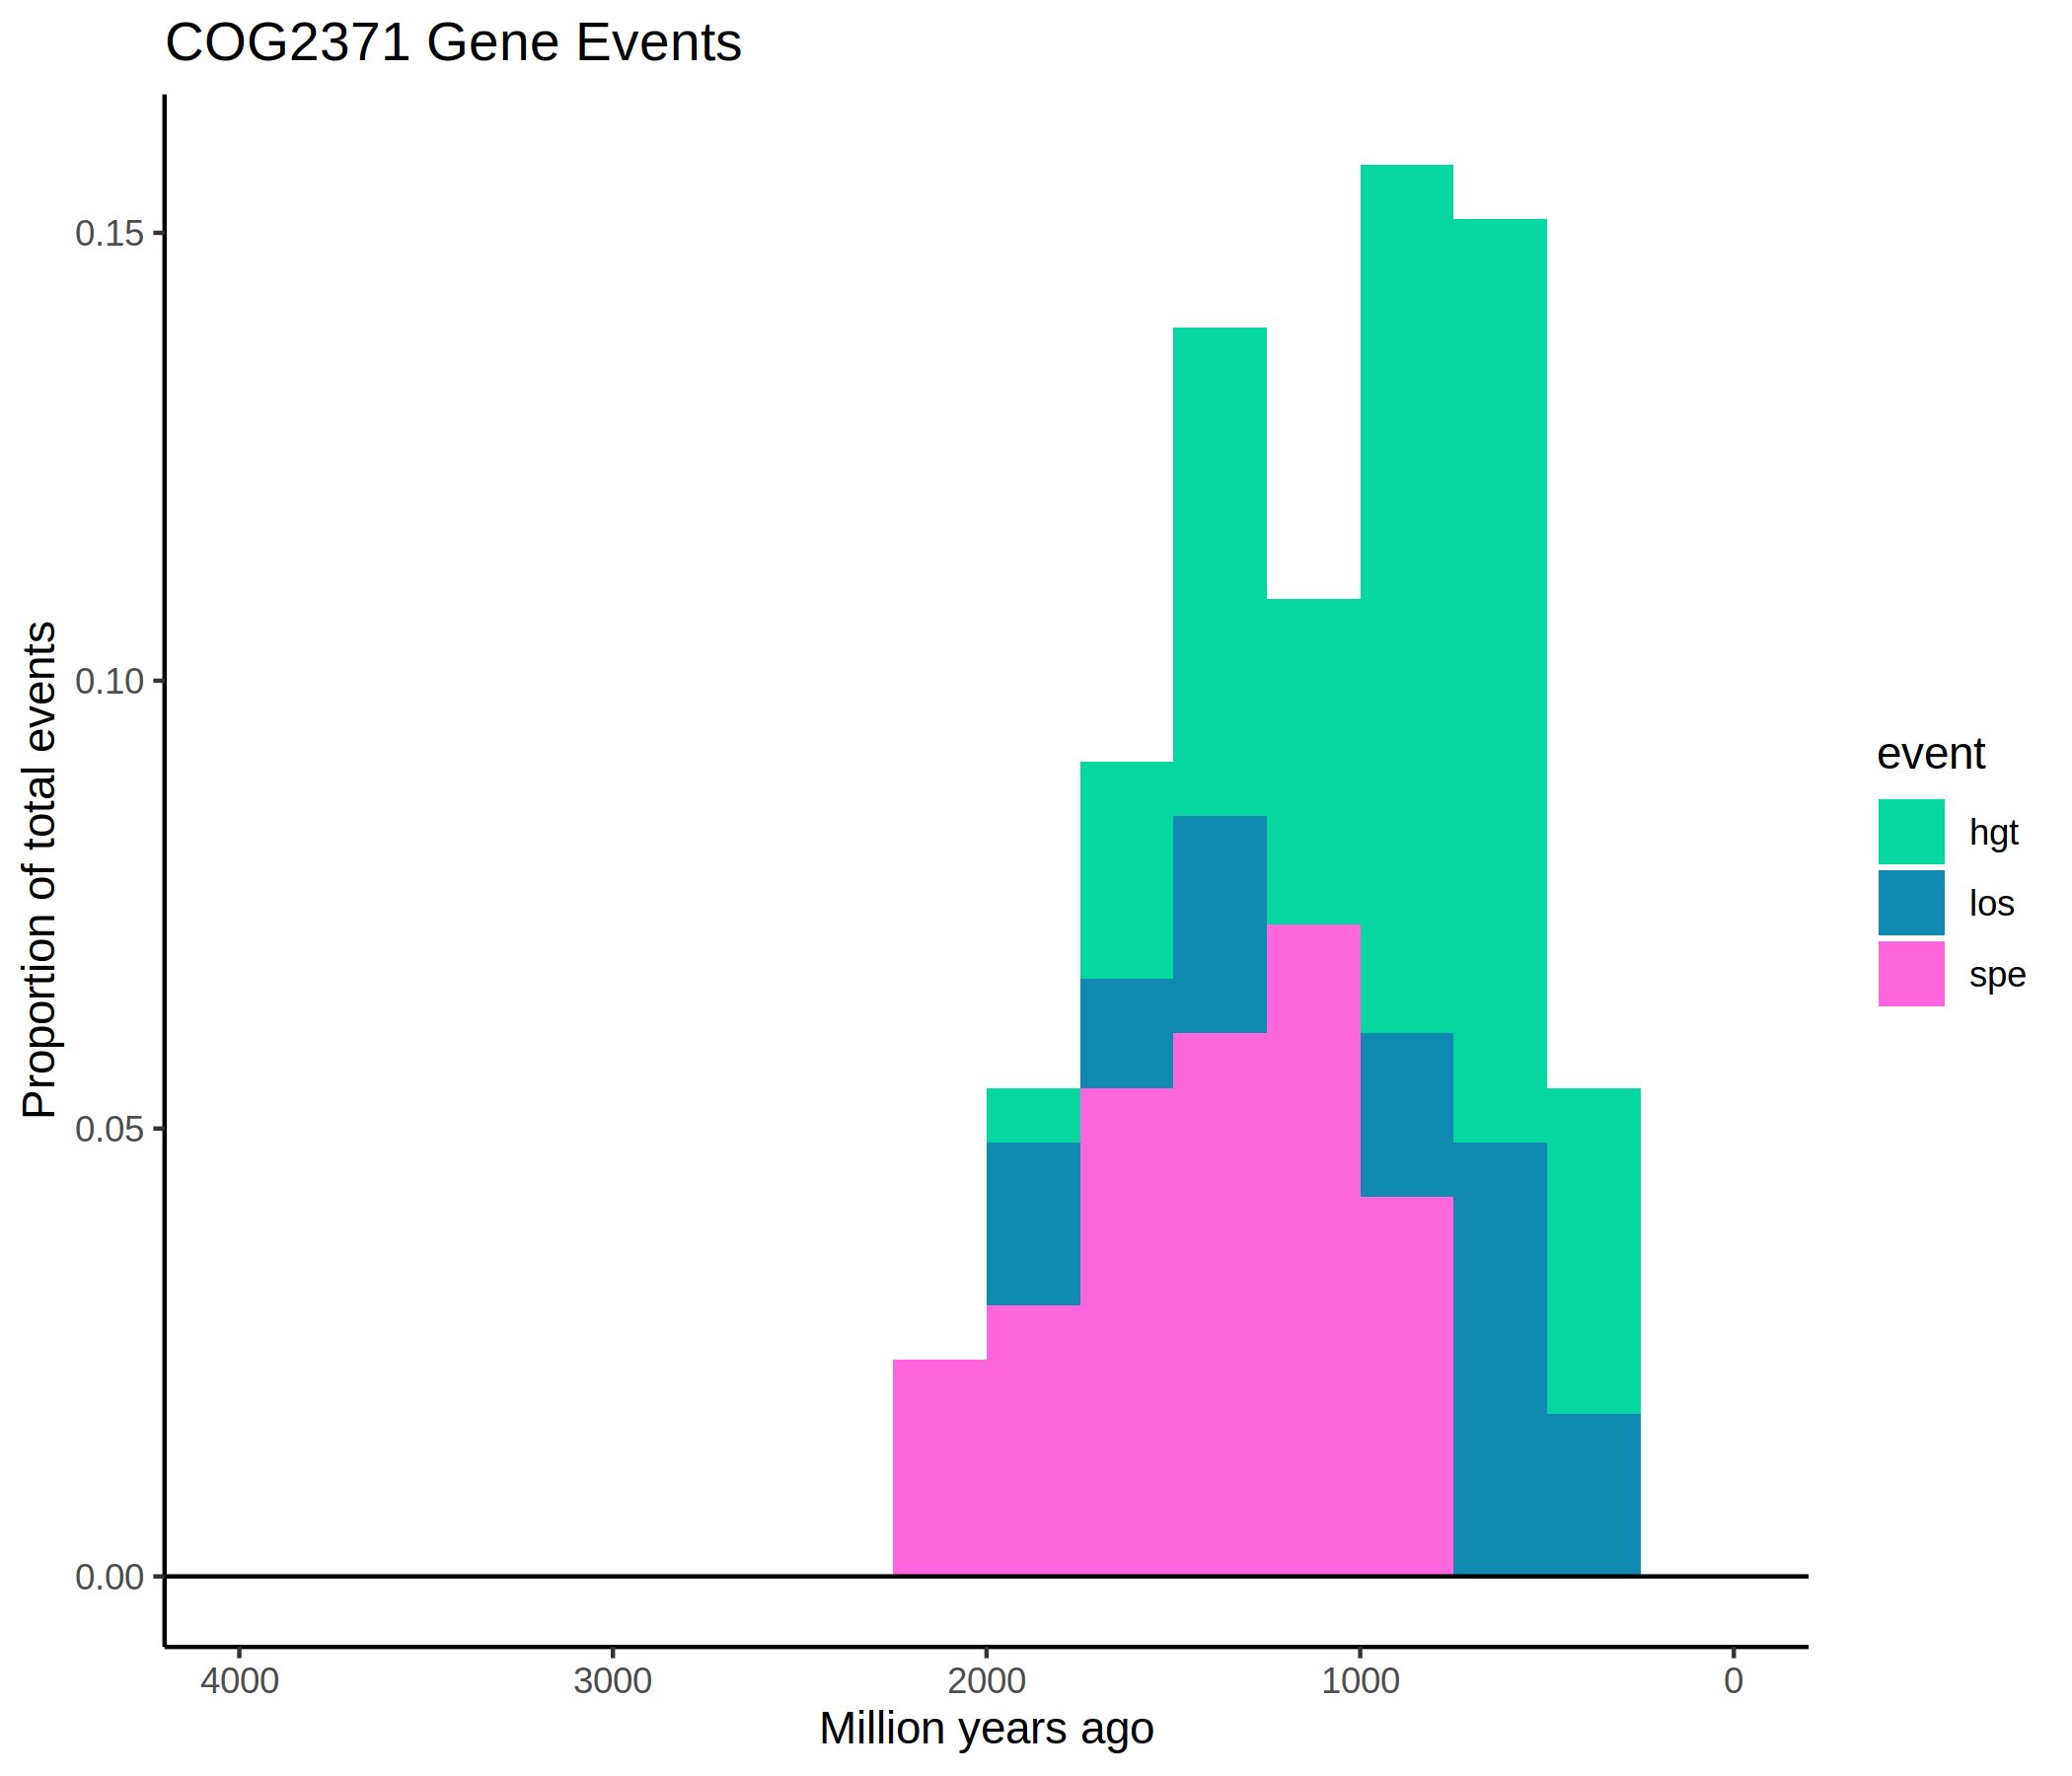 COG2371 Gene Events
Proportion of total events
0.15
0.10
0.05
0.00
4000 3000 2000 1000 0
Million years ago
event
hgt
los
spe